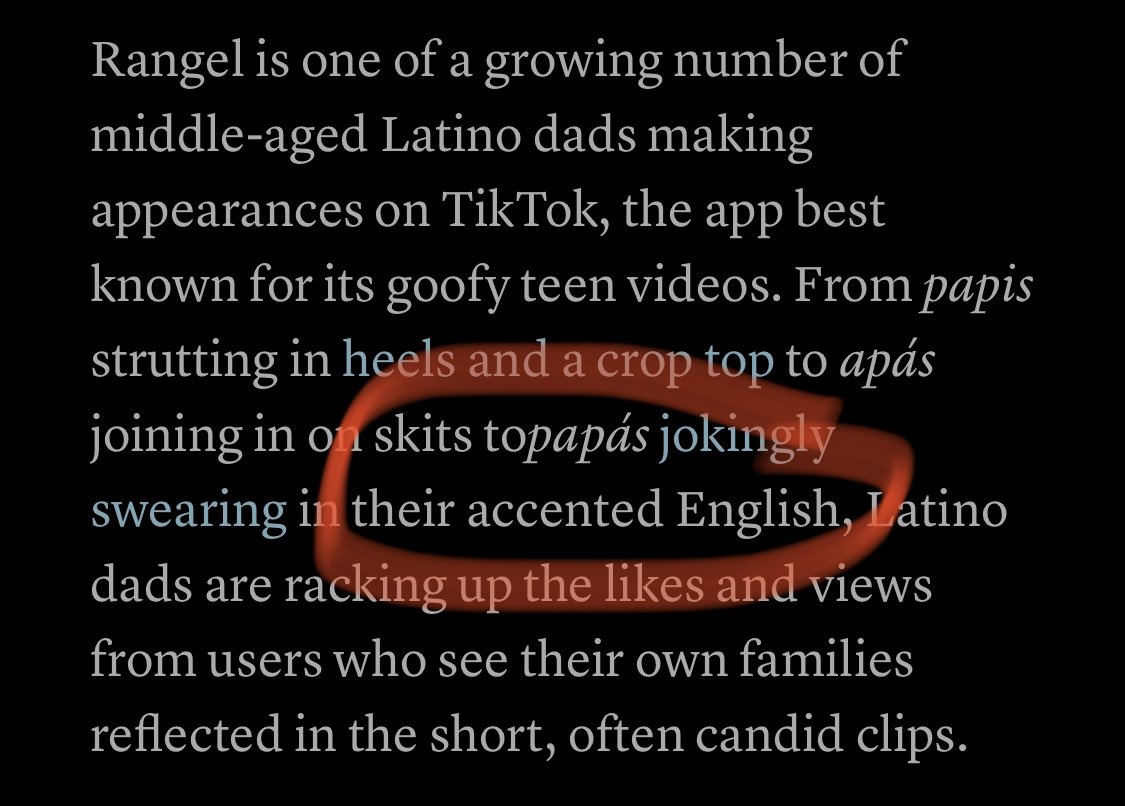 Rangel is one of a growing number of
middle-aged Latino dads making
appearances on TikTok, the app best
known for its goofy teen videos. From papis
strutting in heels and a crop top to apás
joining in on skits topapás jokingly
swearing in their accented English, Latino
dads are racking up the likes and views
from users who see their own families
reflected in the short, often candid clips.